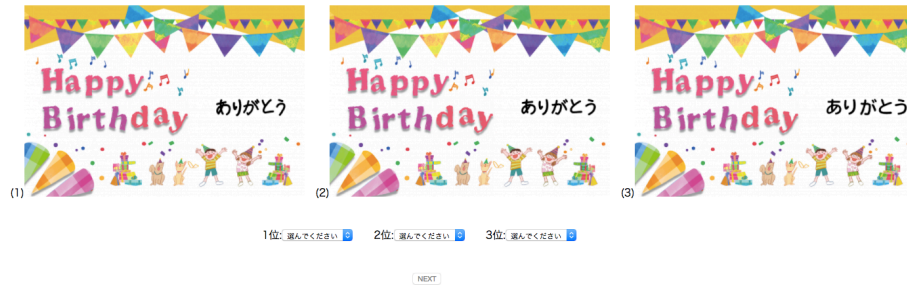 Happy
Birthday
ありがとう
(1)
Happy
Birthday
ありがとう
(2)
Happy
Birthday
ありがとう
(3)
1位: 選んでください 2位: 選んでください 3位: 選んでください
NEXT